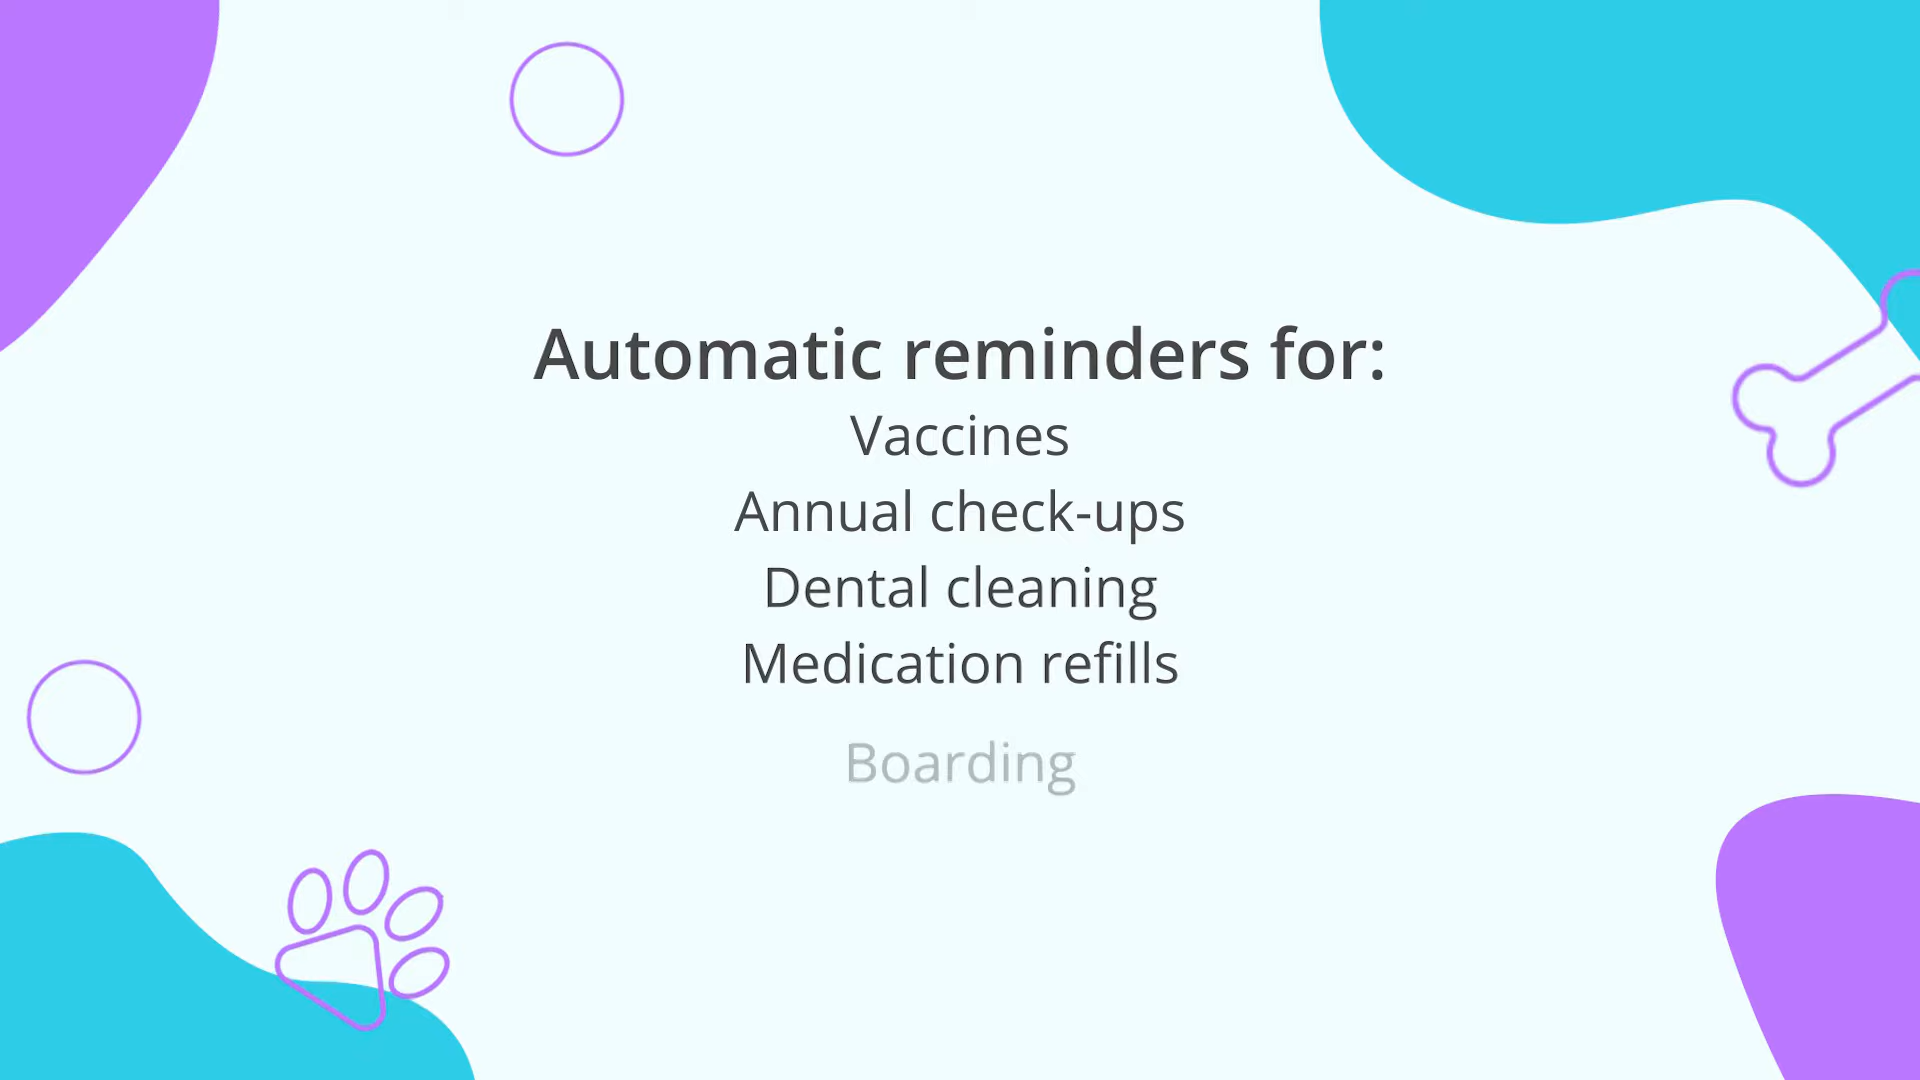 Automatic reminders for:
Vaccines
Annual check-ups
Dental cleaning
Medication refills
Boarding